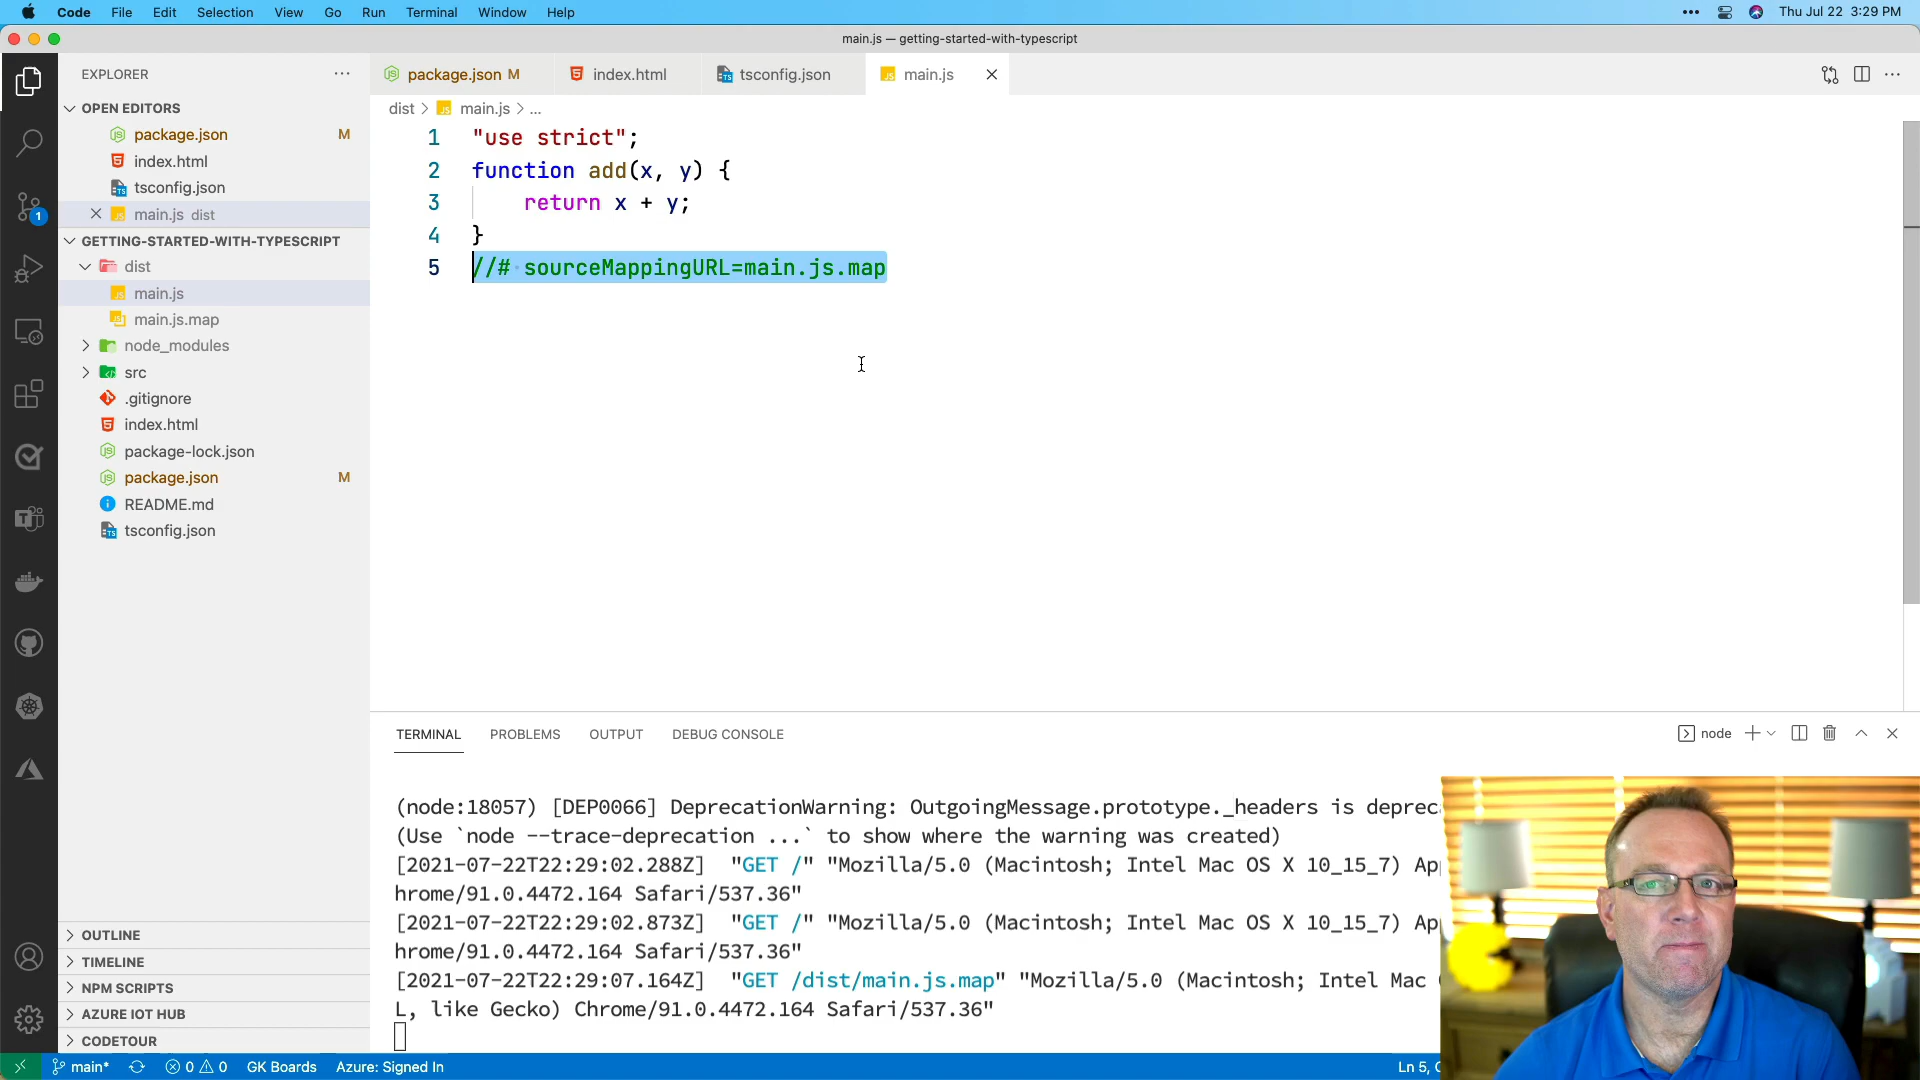 Code File Edit Selection View Go Run Terminal Window Help
Thu Jul 22 3:29 PM
main.js — getting-started-with-typescript
EXPLORER
OPEN EDITORS
package.json M
index.html
tsconfig.json
main.js dist
GETTING-STARTED-WITH-TYPESCRIPT
dist
main.js
main.js.map
node_modules
src
.gitignore
index.html
package-lock.json
package.json M
README.md
tsconfig.json
OUTLINE
TIMELINE
NPM SCRIPTS
AZURE IOT HUB
CODETOUR
1
package.json M index.html tsconfig.json main.js
dist > main.js > ...
1 "use strict";
2 function add(x, y) {
3 return x + y;
4 }
5 //# sourceMappingURL=main.js.map
TERMINAL PROBLEMS OUTPUT DEBUG CONSOLE
node
(node:18057) [DEP0066] DeprecationWarning: OutgoingMessage.prototype._headers is deprec
(Use `node --trace-deprecation ...` to show where the warning was created)
[2021-07-22T22:29:02.288Z] "GET /" "Mozilla/5.0 (Macintosh; Intel Mac OS X 10_15_7) Ap
hrome/91.0.4472.164 Safari/537.36"
[2021-07-22T22:29:02.873Z] "GET /" "Mozilla/5.0 (Macintosh; Intel Mac OS X 10_15_7) Ap
hrome/91.0.4472.164 Safari/537.36"
[2021-07-22T22:29:07.164Z] "GET /dist/main.js.map" "Mozilla/5.0 (Macintosh; Intel Mac
L, like Gecko) Chrome/91.0.4472.164 Safari/537.36"
main* 0 0 GK Boards Azure: Signed In
Ln 5,